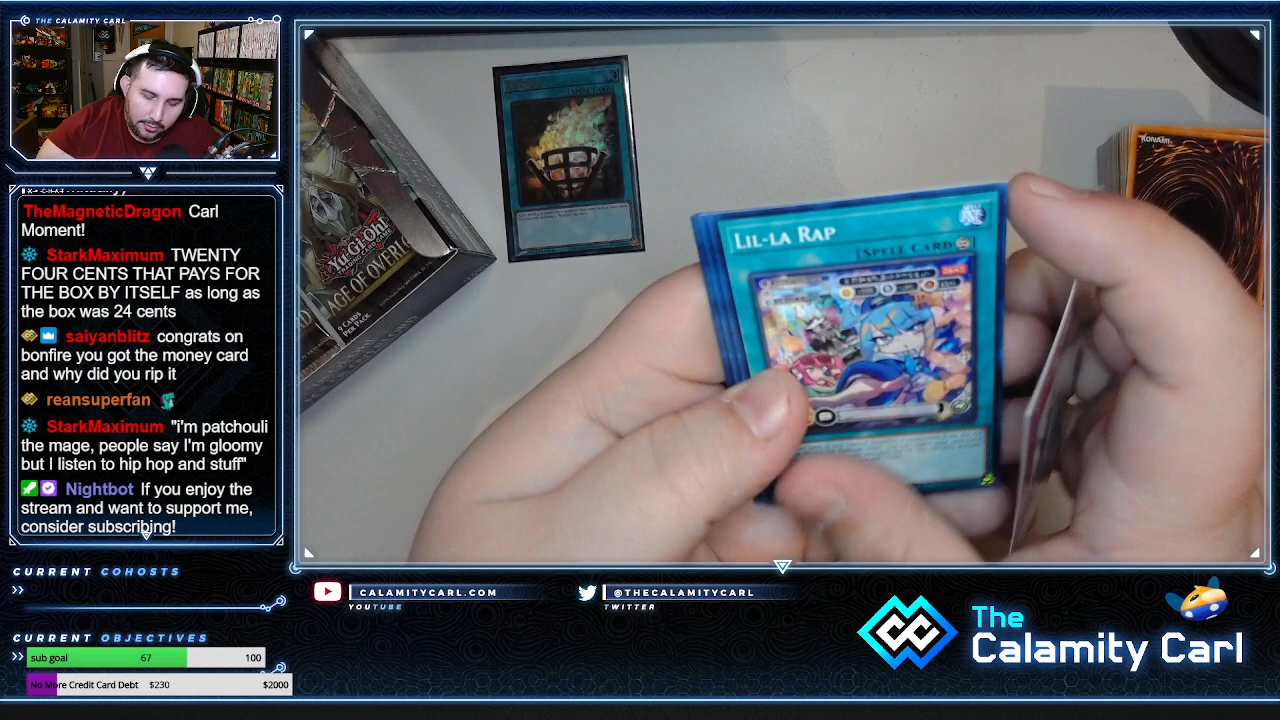 THE CALAMITY CARL
TheMagneticDragon Carl
Moment!
StarkMaximum TWENTY
FOUR CENTS THAT PAYS FOR
THE BOX BY ITSELF as long as
the box was 24 cents
saiyanblitz congrats on
bonfire you got the money card
and why did you rip it
reansuperfan
StarkMaximum "i'm patchouli
the mage, people say I'm gloomy
but I listen to hip hop and stuff"
Nightbot If you enjoy the
stream and want to support me,
consider subscribing!
CURRENT COHOSTS
CURRENT OBJECTIVES
sub goal 67 100
No More Credit Card Debt $230 $2000
[SPELL CARD]
Yu-Gi-Oh!
TRADING CARD GAME
AGE OF OVERL
9 CARDS
PER PACK
KONAMI
LIL-LA RAP
[SPELL CARD
CALAMITYCARL.COM
YOUTUBE
@THECALAMITYCARL
TWITTER
The
Calamity Carl